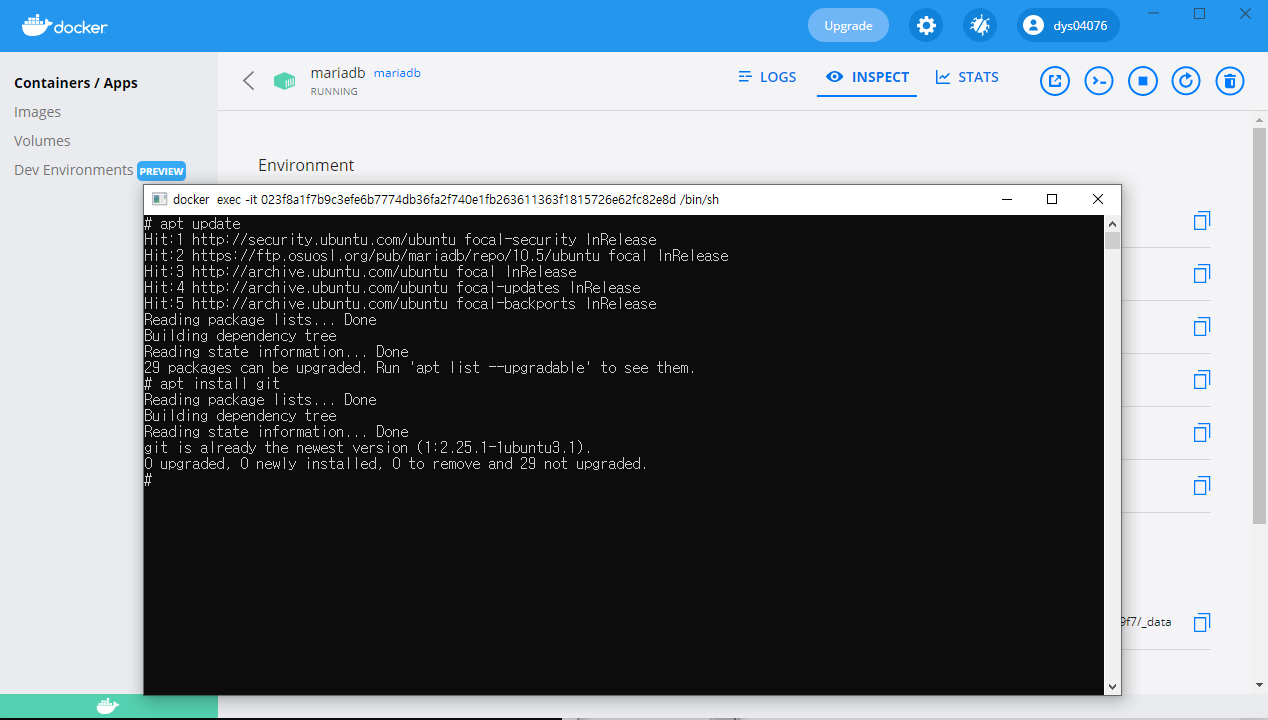 docker
Upgrade
dys04076
Containers / Apps
Images
Volumes
Dev Environments PREVIEW
mariadb mariadb
RUNNING
LOGS
INSPECT
STATS
Environment
docker exec -it 023f8a1f7b9c3efe6b7774db36fa2f740e1fb263611363f1815726e62fc82e8d /bin/sh
# apt update
Hit:1 http://security.ubuntu.com/ubuntu focal-security InRelease
Hit:2 https://ftp.osuosl.org/pub/mariadb/repo/10.5/ubuntu focal InRelease
Hit:3 http://archive.ubuntu.com/ubuntu focal InRelease
Hit:4 http://archive.ubuntu.com/ubuntu focal-updates InRelease
Hit:5 http://archive.ubuntu.com/ubuntu focal-backports InRelease
Reading package lists... Done
Building dependency tree
Reading state information... Done
29 packages can be upgraded. Run 'apt list --upgradable' to see them.
# apt install git
Reading package lists... Done
Building dependency tree
Reading state information... Done
git is already the newest version (1:2.25.1-1ubuntu3.1).
0 upgraded, 0 newly installed, 0 to remove and 29 not upgraded.
#
9f7/_data